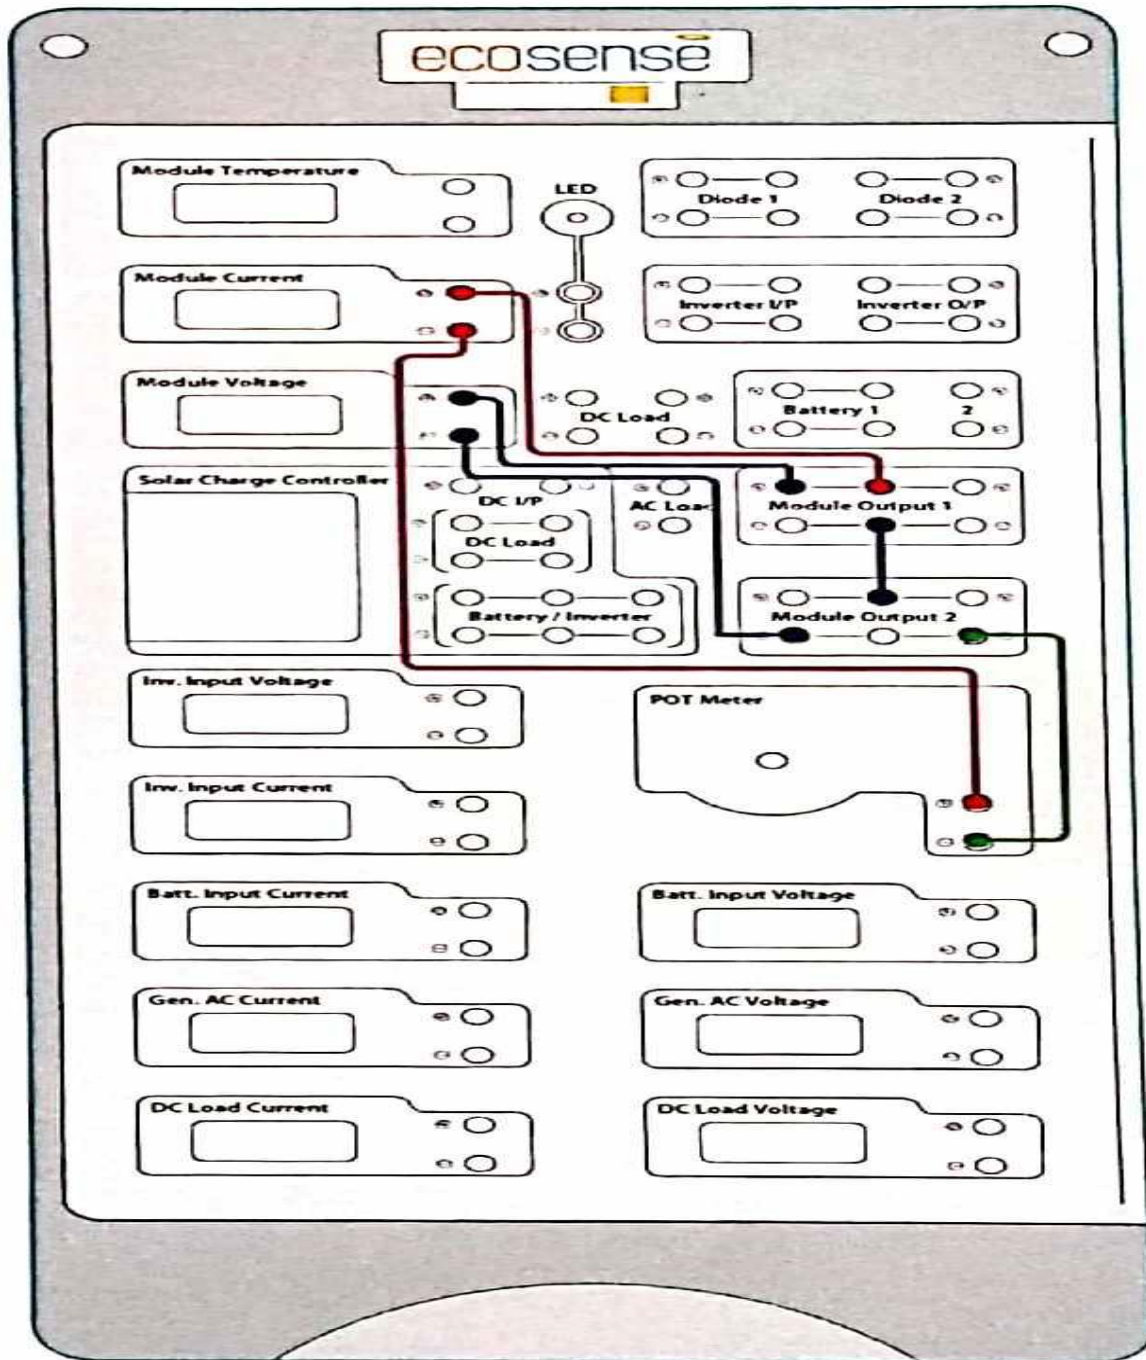 ecosense
Module Temperature
LED
Diode 1
Diode 2
Module Current
Inverter I/P
Inverter O/P
Module Voltage
DC Load
Battery 1
2
Solar Charge Controller
DC I/P
AC Load
Module Output 1
DC Load
Battery / Inverter
Module Output 2
Inv. Input Voltage
POT Meter
Inv. Input Current
Batt. Input Current
Batt. Input Voltage
Gen. AC Current
Gen. AC Voltage
DC Load Current
DC Load Voltage